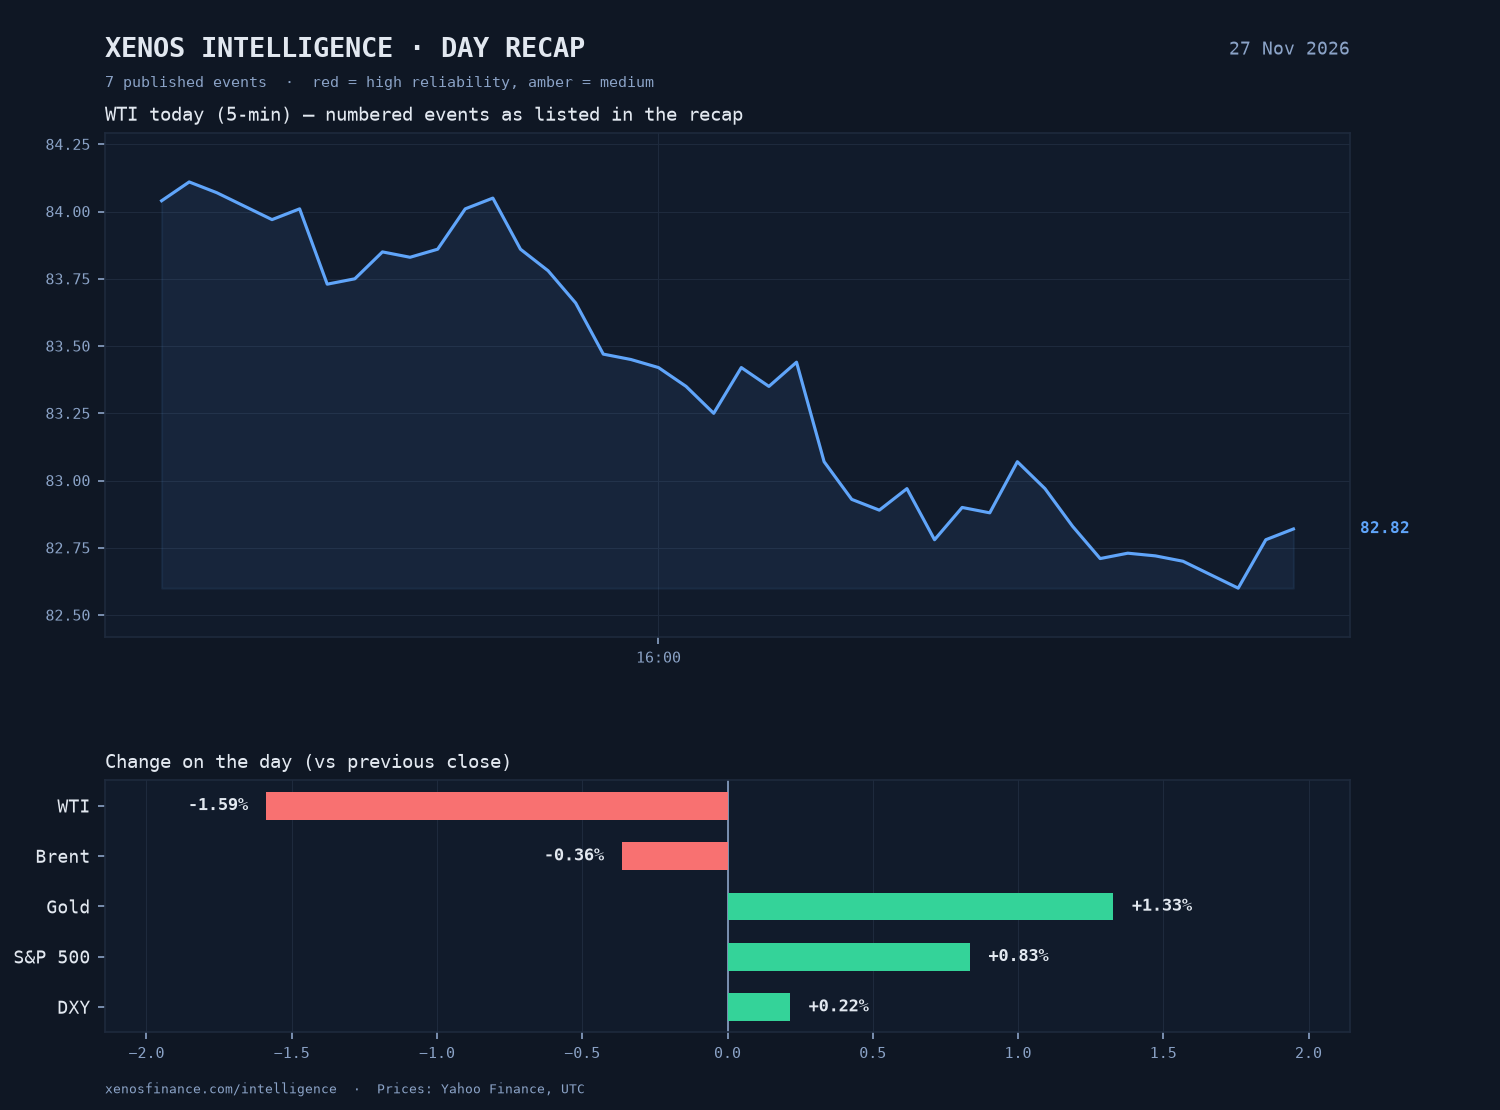 XENOS INTELLIGENCE · DAY RECAP
27 Nov 2026
7 published events · red = high reliability, amber = medium
WTI today (5-min) — numbered events as listed in the recap
84.25
84.00
83.75
83.50
83.25
83.00
82.75
82.50
82.82
16:00
Change on the day (vs previous close)
WTI -1.59%
Brent -0.36%
Gold +1.33%
S&P 500 +0.83%
DXY +0.22%
−2.0 −1.5 −1.0 −0.5 0.0 0.5 1.0 1.5 2.0
xenosfinance.com/intelligence · Prices: Yahoo Finance, UTC